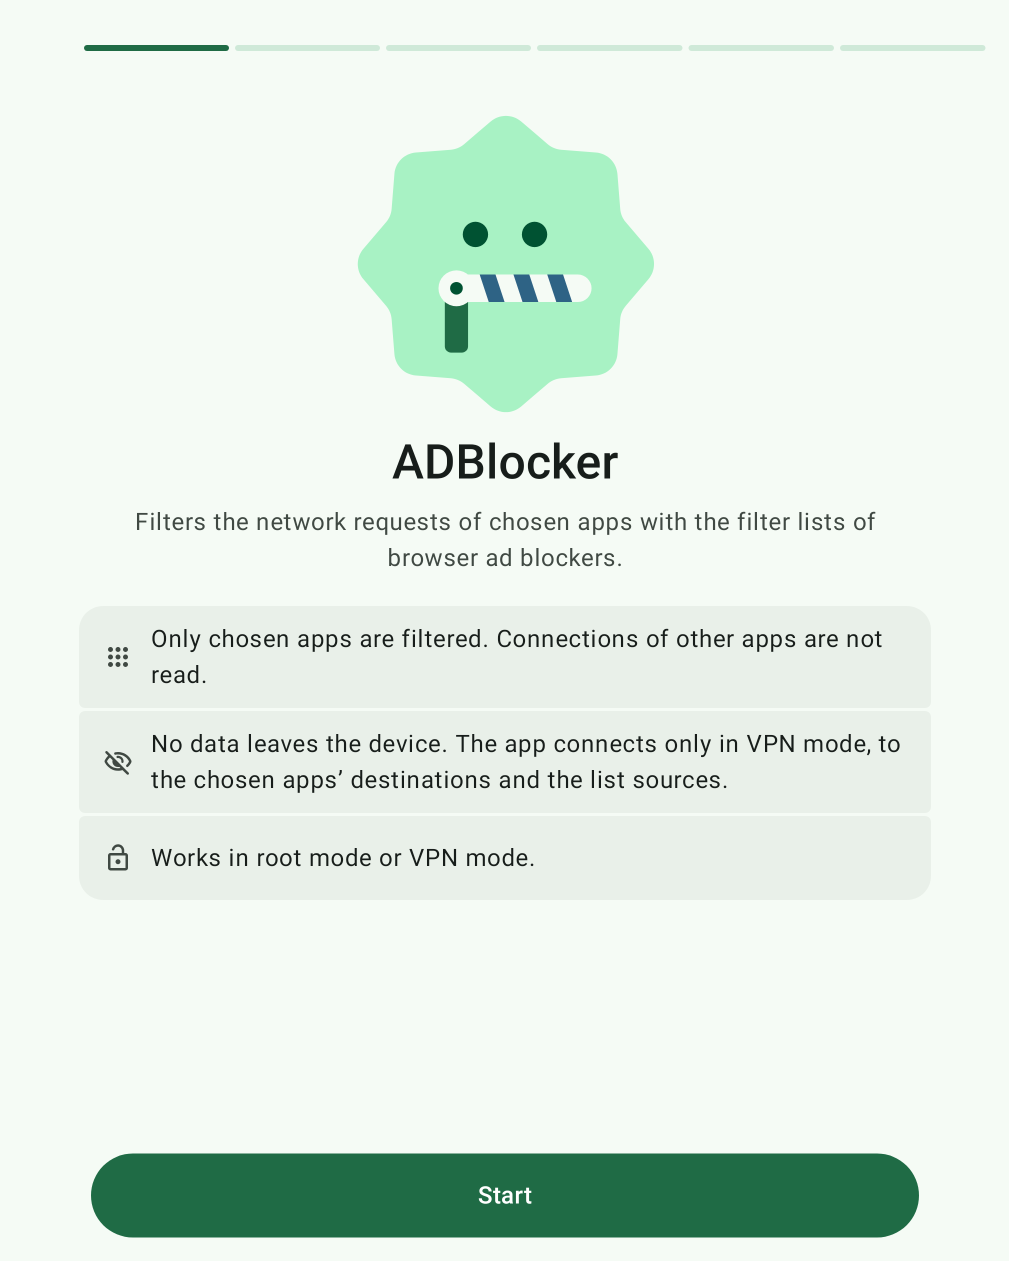 ADBlocker
Filters the network requests of chosen apps with the filter lists of
browser ad blockers.
Only chosen apps are filtered. Connections of other apps are not
read.
No data leaves the device. The app connects only in VPN mode, to
the chosen apps’ destinations and the list sources.
Works in root mode or VPN mode.
Start